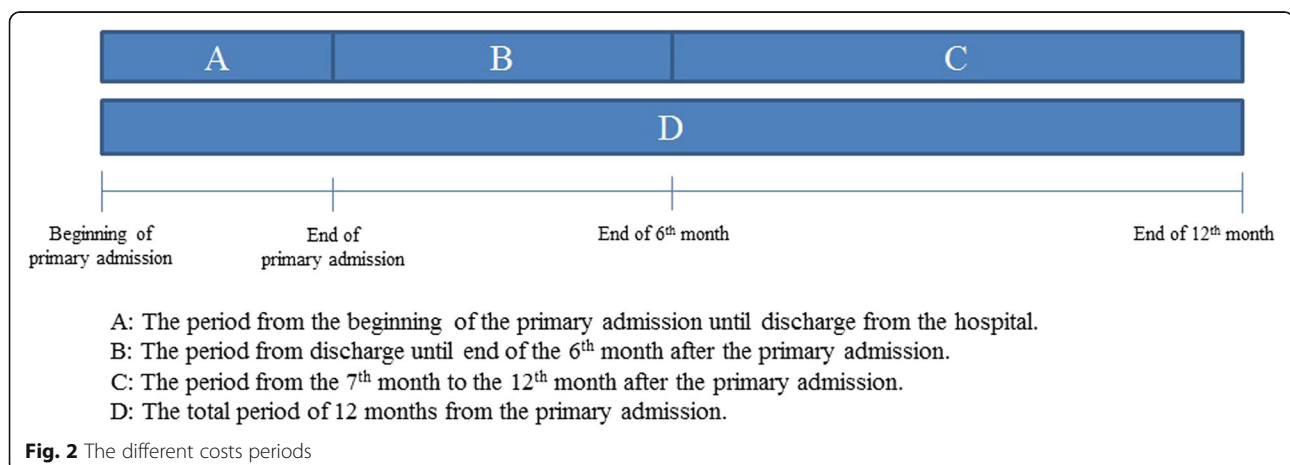 A B C
D
Beginning of primary admission
End of primary admission
End of 6th month
End of 12th month
A: The period from the beginning of the primary admission until discharge from the hospital.
B: The period from discharge until end of the 6th month after the primary admission.
C: The period from the 7th month to the 12th month after the primary admission.
D: The total period of 12 months from the primary admission.
Fig. 2 The different costs periods